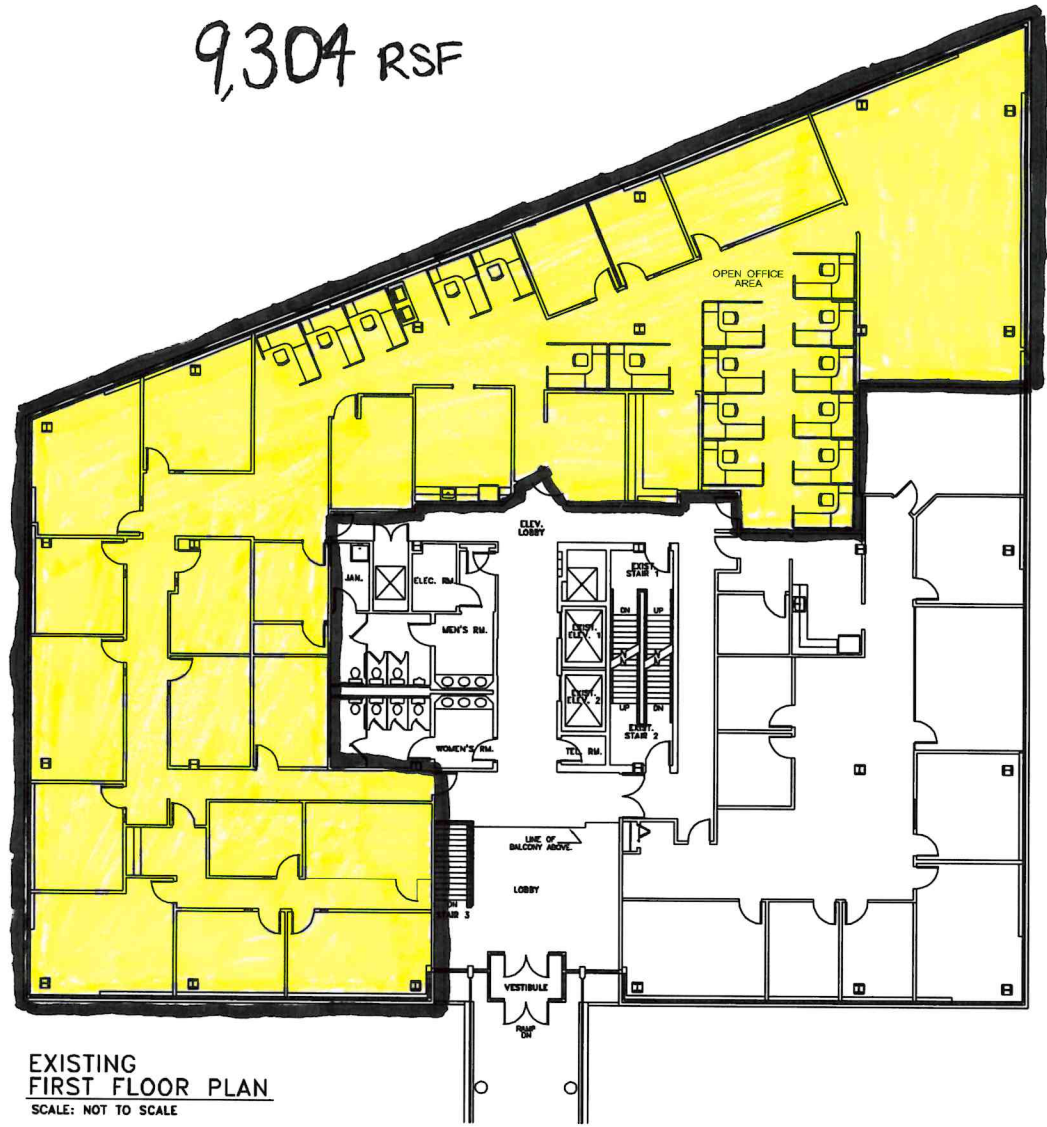 9,304 RSF
OPEN OFFICE
AREA
ELEV.
LOBBY
EXIST.
STAIR 1
JAN.
ELEC. RM.
DN
UP
MEN'S RM.
EXIST.
ELEV. 1
EXIST.
ELEV. 2
UP
DN
EXIST.
STAIR 2
WOMEN'S RM.
TEL. RM.
LINE OF
BALCONY ABOVE.
LOBBY
DN
STAIR 3
VESTIBULE
RAMP
DN
EXISTING
FIRST FLOOR PLAN
SCALE: NOT TO SCALE